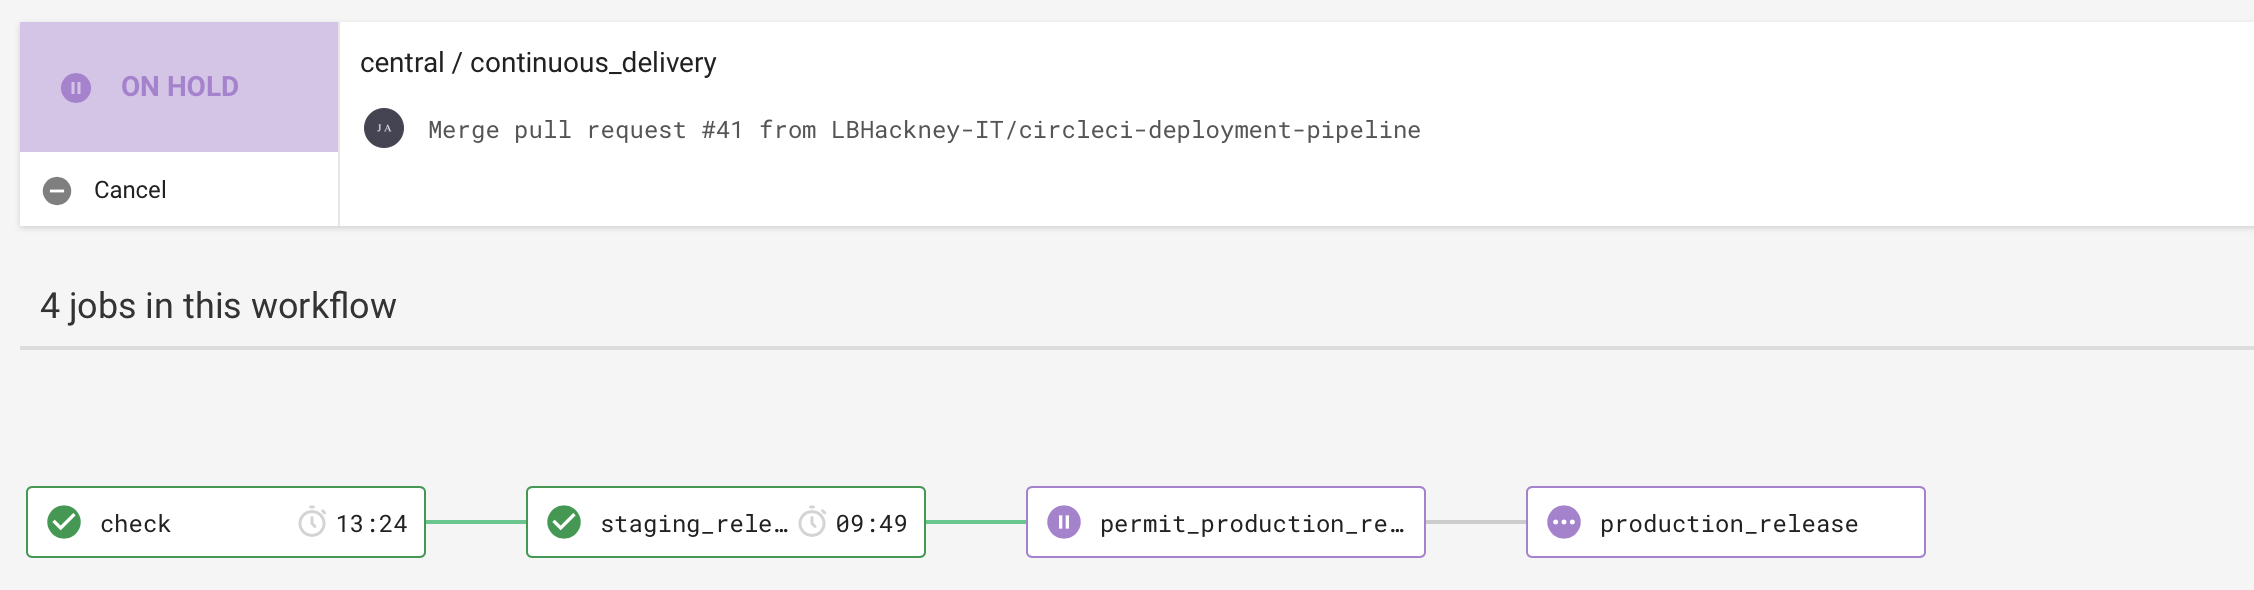 ON HOLD
Cancel
central / continuous_delivery
JA
Merge pull request #41 from LBHackney-IT/circleci-deployment-pipeline
4 jobs in this workflow
check 13:24
staging_rele… 09:49
permit_production_re…
production_release